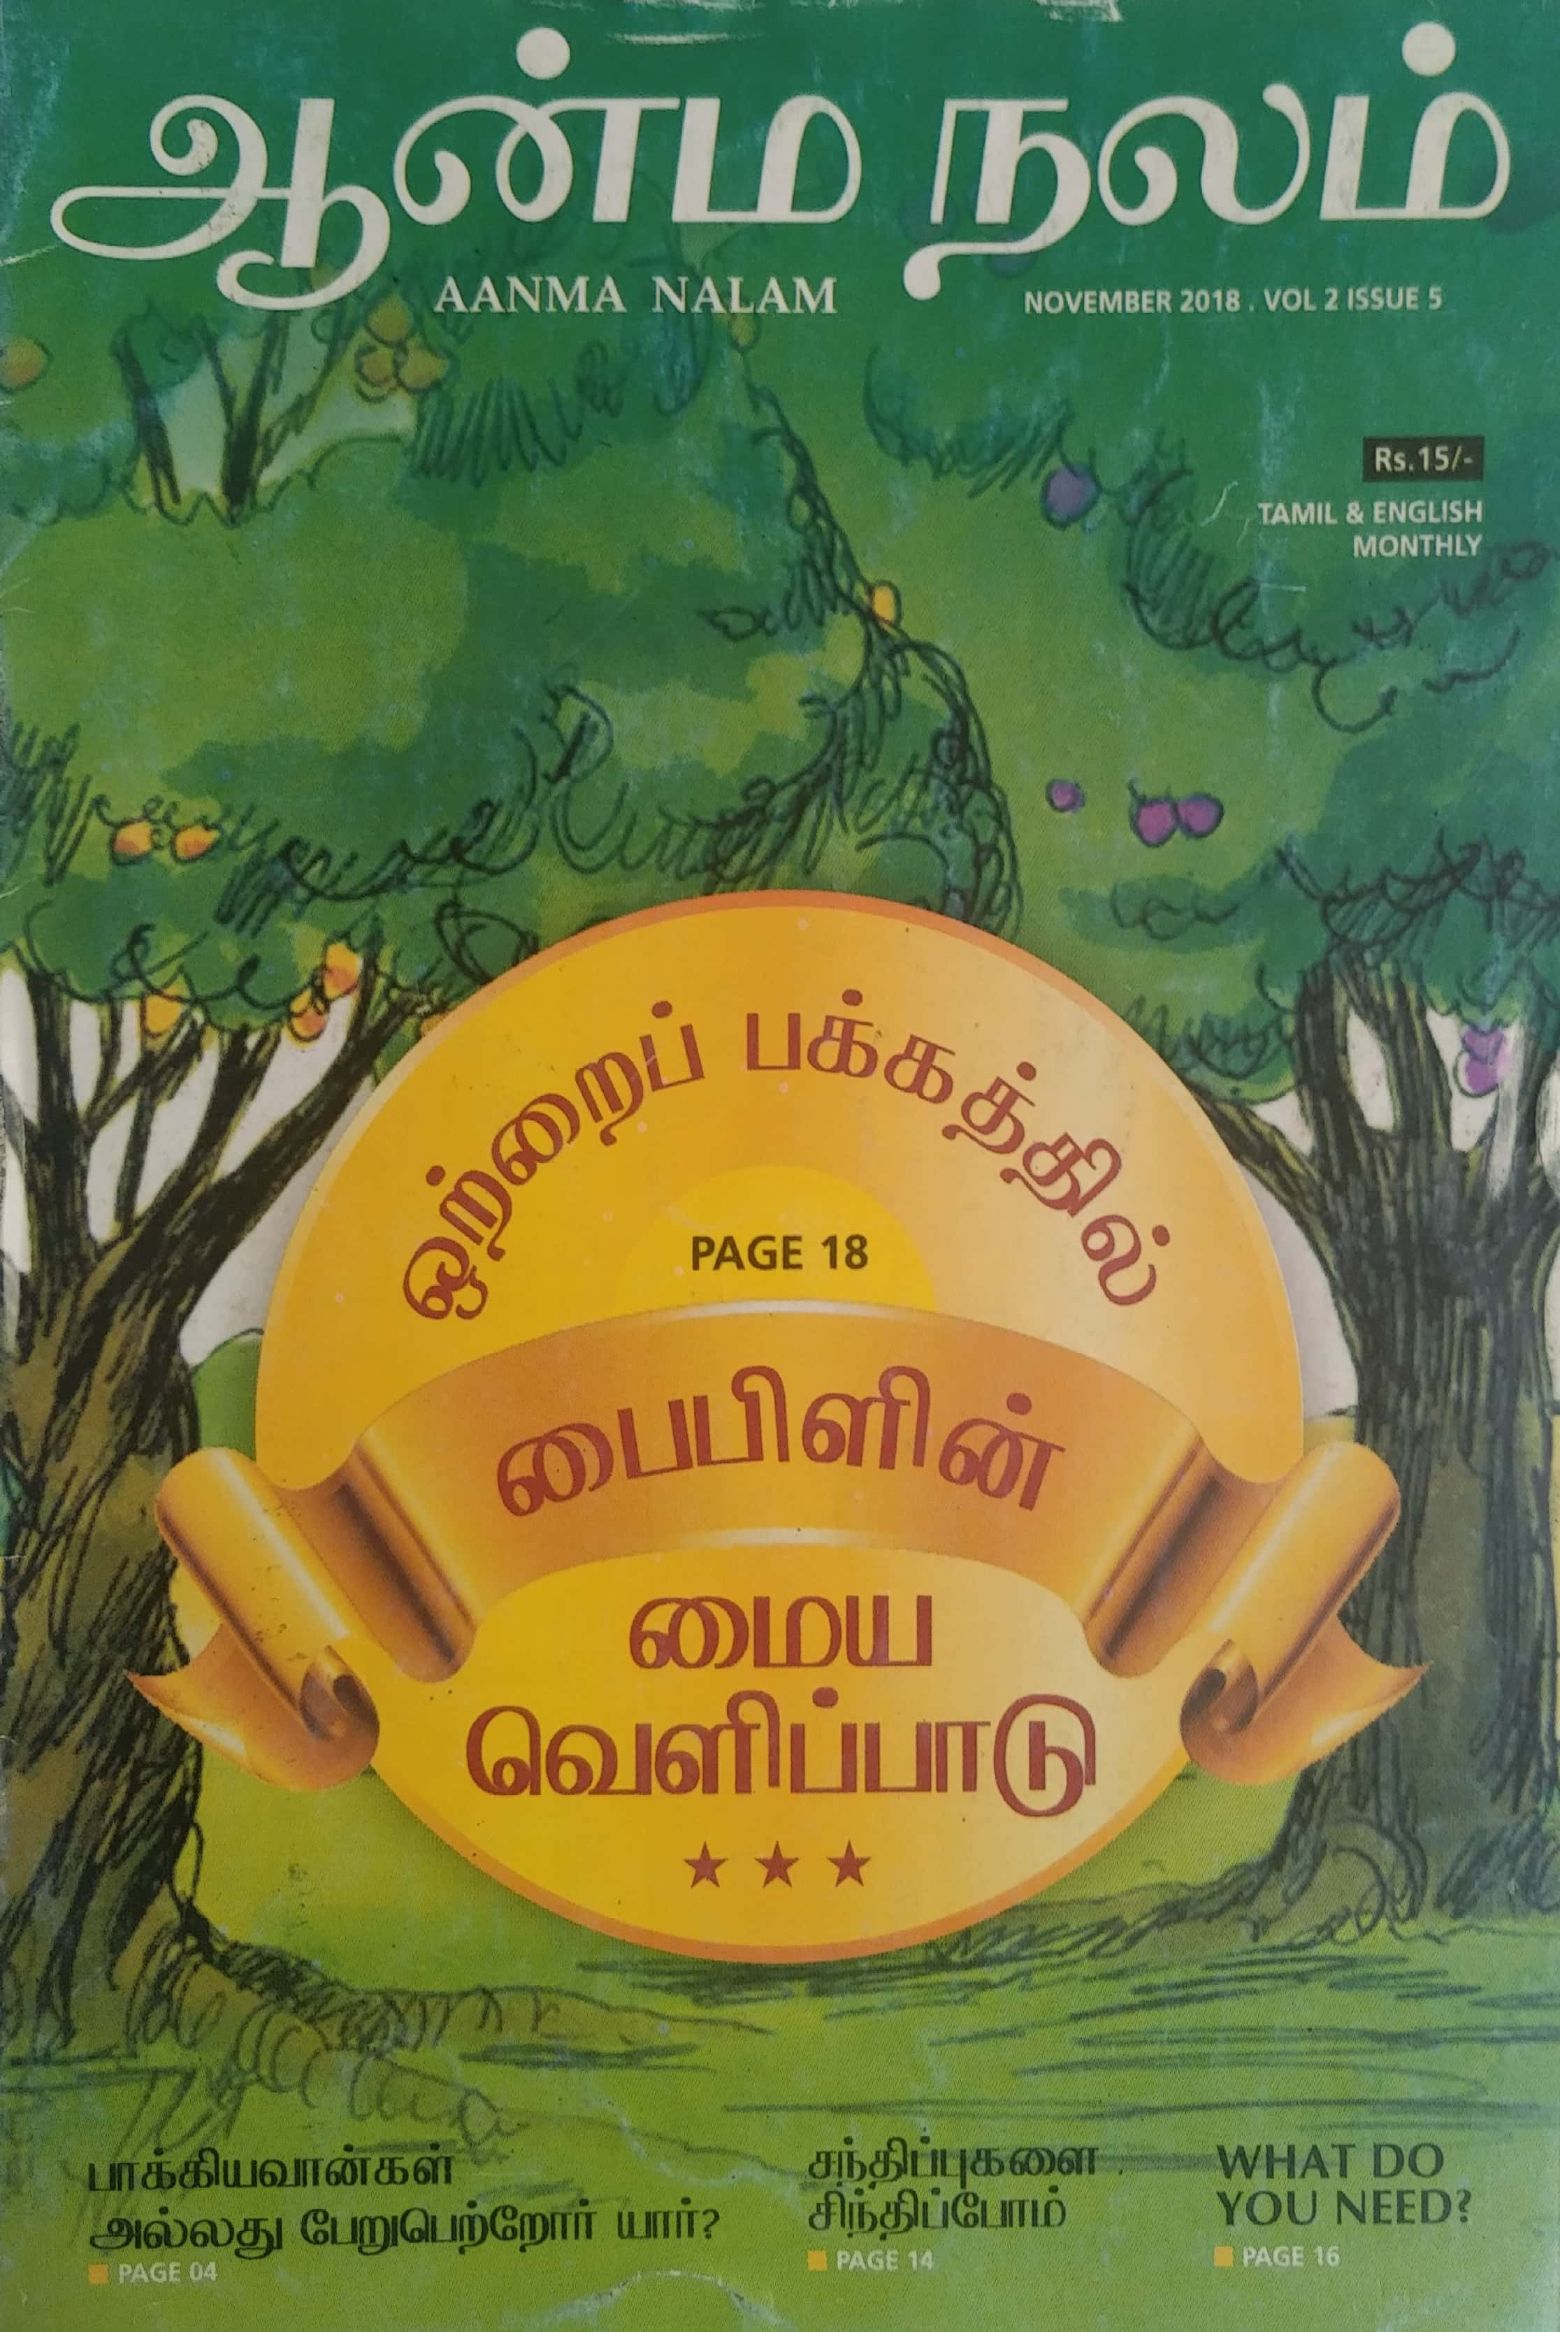 ஆன்ம நலம்
AANMA NALAM
NOVEMBER 2018 . VOL 2 ISSUE 5
Rs.15/-
TAMIL & ENGLISH
MONTHLY
ஒற்றைப் பக்கத்தில்
PAGE 18
பைபிளின்
மைய
வெளிப்பாடு
பாக்கியவான்கள்
அல்லது பேறுபெற்றோர் யார்?
PAGE 04
சந்திப்புகளை
சிந்திப்போம்
PAGE 14
WHAT DO
YOU NEED?
PAGE 16